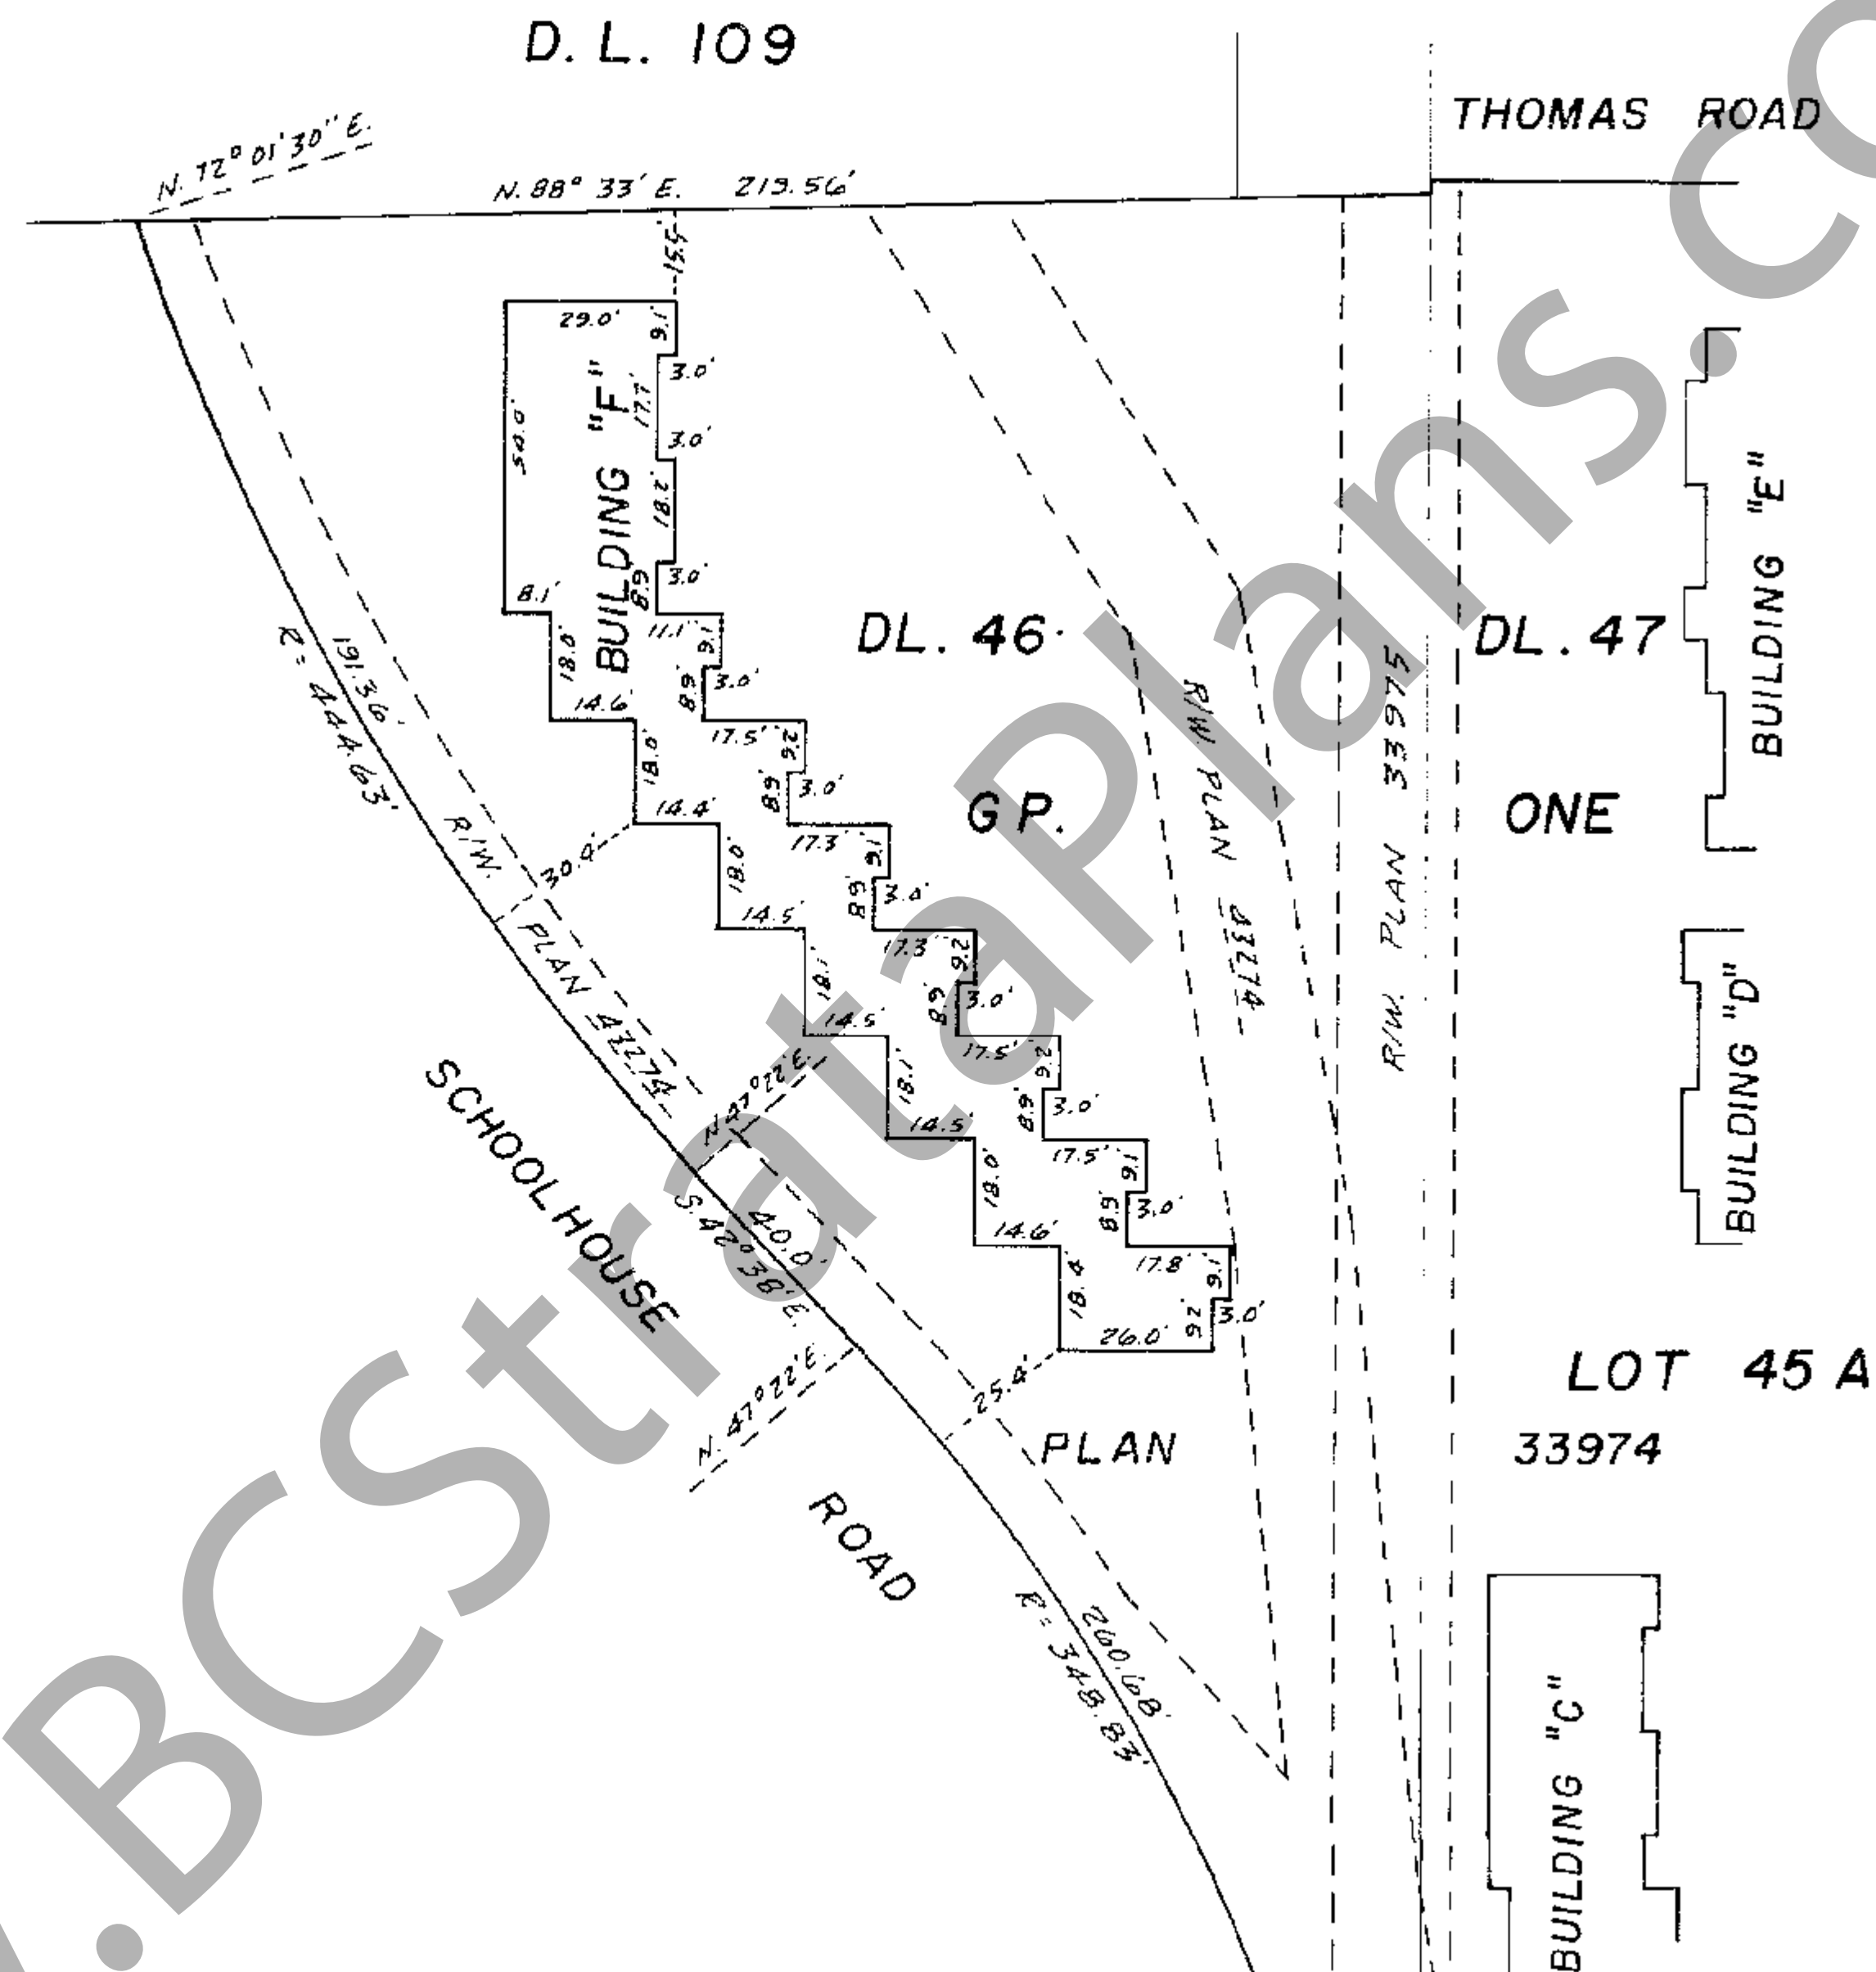 D. L. 109
THOMAS ROAD
N. 72° 01' 30" E.
N. 88° 33' E. 219.56'
15.5'
29.0'
9.1'
3.0'
17.7'
3.0'
54.0'
BUILDING "F"
18.2'
3.0'
8.9'
8.1'
11.1'
9.1'
18.0'
3.0'
8.9'
14.6'
17.5'
9.2'
18.0'
3.0'
8.9'
14.4'
17.3'
9.1'
18.0'
3.0'
8.9'
14.5'
17.3'
9.2'
18.1'
3.0'
8.9'
14.5'
17.5'
9.2'
18.1'
3.0'
8.9'
14.5'
17.5'
9.1'
18.0'
3.0'
8.9'
14.6'
17.8'
9.1'
18.4'
3.0'
9.2'
26.0'
191.36'
R = 444.63'
R/W. PLAN 43274
30.4'
N 47° 22' E.
40.0'
S. 42° 38' E.
N. 47° 22' E.
25.4'
SCHOOLHOUSE
ROAD
R = 348.83'
260.68'
DL. 46
DL. 47
GP.
ONE
R/W. PLAN 43274
R/W. PLAN 33975
BUILDING "E"
BUILDING "D"
LOT 45 A
PLAN
33974
BUILDING "C"
.BCStrataPlans.co